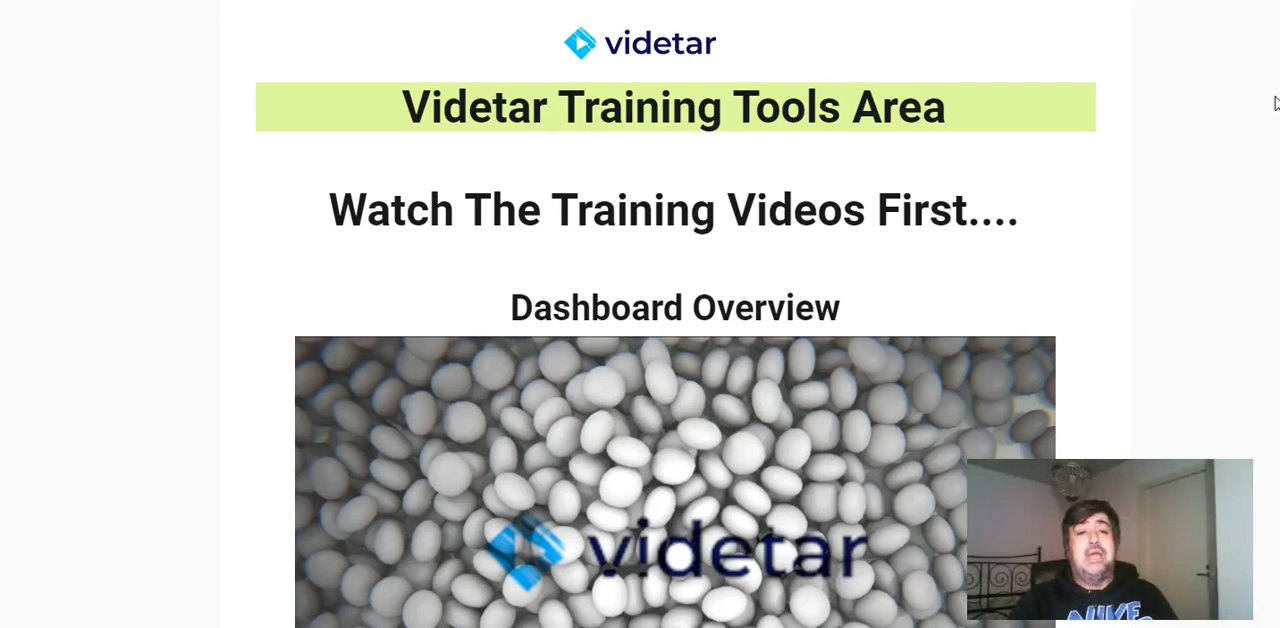 videtar
Videtar Training Tools Area
Watch The Training Videos First....
Dashboard Overview
videtar